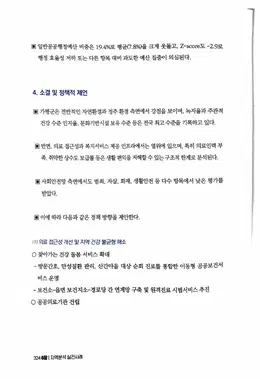 ▣ 일반공공행정예산 비중은 19.4%로 평균(7.8%)을 크게 웃돌고, Z-score도 -2.9로
행정 효율성 저하 또는 다른 항목 대비 과도한 예산 집중이 의심된다.
4. 소결 및 정책적 제언
▣ 가평군은 전반적인 자연환경과 정주 환경 측면에서 강점을 보이며, 녹지율과 주관적
건강 수준 인지율, 문화기반시설 보유 수준 등은 전국 최고 수준을 기록하고 있다.
▣ 반면, 의료 접근성과 복지서비스 제공 인프라에서는 열위에 있으며, 특히 의료인력 부
족, 취약한 상수도 보급률 등은 생활 편의를 저해할 수 있는 구조적 한계로 분석된다.
▣ 사회안전망 측면에서도 범죄, 자살, 화재, 생활안전 등 다수 항목에서 낮은 평가를
받았다.
▣ 이에 따라 다음과 같은 정책 방향을 제안한다.
(1) 의료 접근성 개선 및 지역 건강 불균형 해소
○ 찾아가는 건강 돌봄 서비스 확대
- 방문간호, 만성질환 관리, 산간마을 대상 순회 진료를 통합한 이동형 공공보건서
비스 운영
- 보건소-읍면 보건지소-경로당 간 연계망 구축 및 원격진료 시범서비스 추진
○ 공공의료기관 건립
324 8월 | 지역분석 실전사례